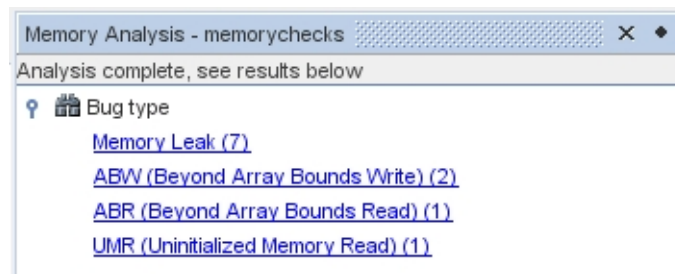 Memory Analysis - memorychecks
Analysis complete, see results below
Bug type
Memory Leak (7)
ABW (Beyond Array Bounds Write) (2)
ABR (Beyond Array Bounds Read) (1)
UMR (Uninitialized Memory Read) (1)